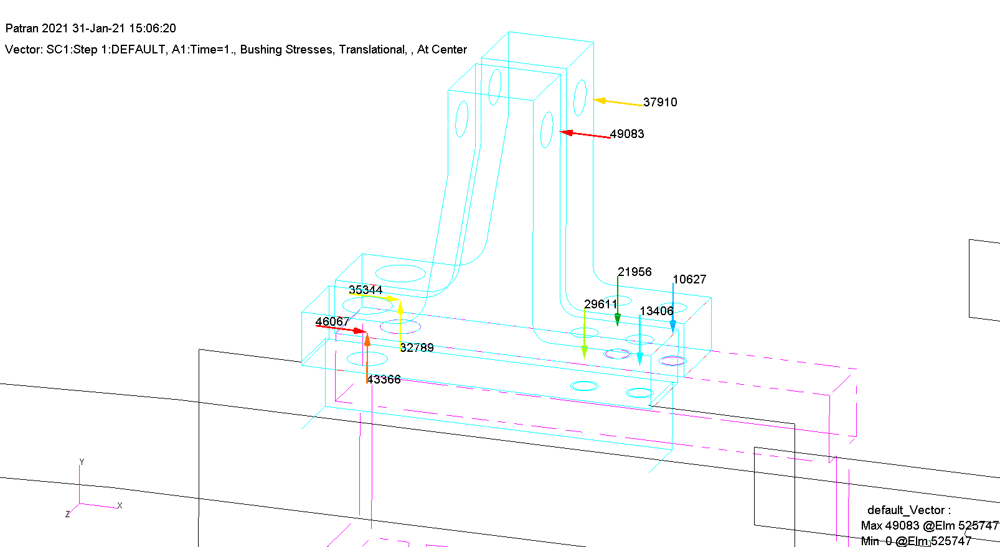 Patran 2021 31-Jan-21 15:06:20
Vector: SC1:Step 1:DEFAULT, A1:Time=1., Bushing Stresses, Translational, , At Center
37910
49083
21956
10627
35344
29611
13406
46067
32789
43366
Y
X
Z
default_Vector :
Max 49083 @Elm 525747
Min 0 @Elm 525747